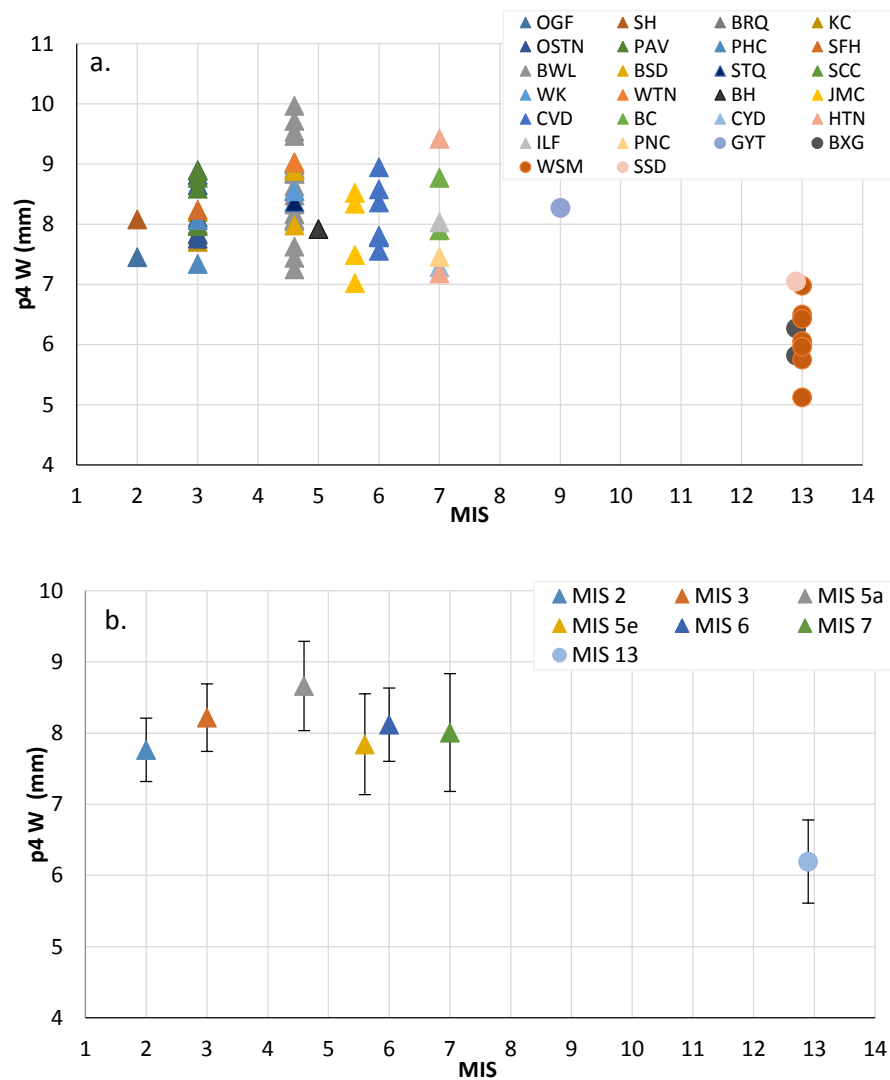 a.
OGF SH BRQ KC
OSTN PAV PHC SFH
BWL BSD STQ SCC
WK WTN BH JMC
CVD BC CYD HTN
ILF PNC GYT BXG
WSM SSD
11
10
9
8
7
6
5
4
p4 W (mm)
1 2 3 4 5 6 7 8 9 10 11 12 13 14
MIS
b.
MIS 2 MIS 3 MIS 5a
MIS 5e MIS 6 MIS 7
MIS 13
10
9
8
7
6
5
4
p4 W (mm)
1 2 3 4 5 6 7 8 9 10 11 12 13 14
MIS